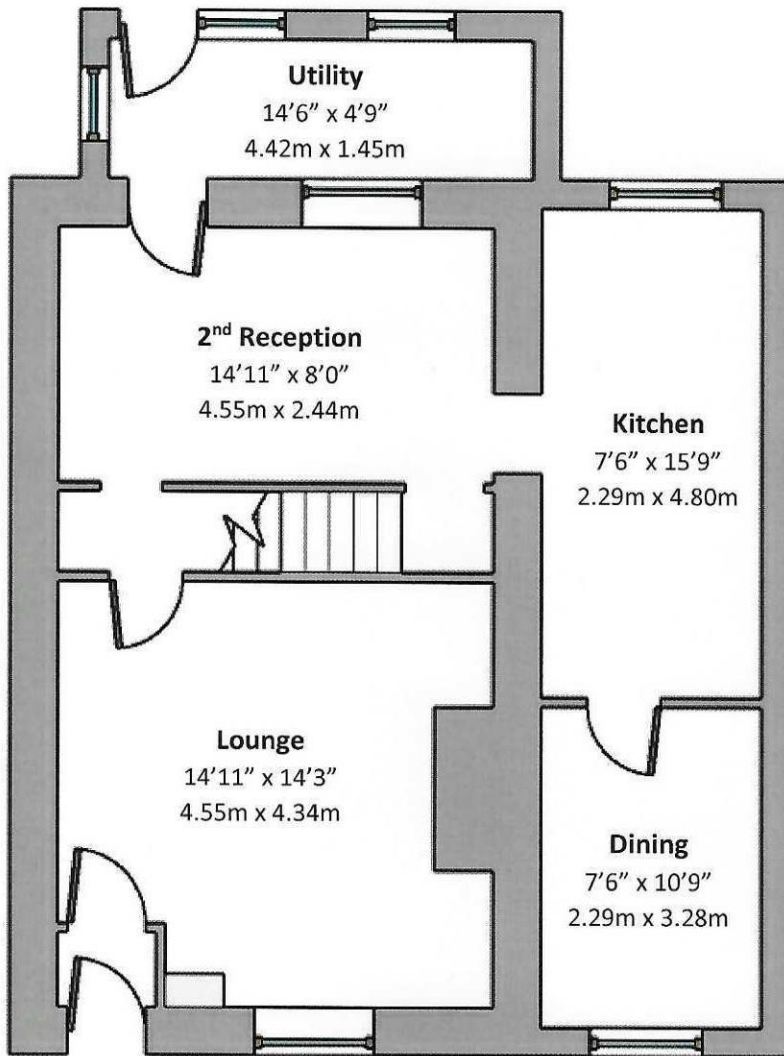 Utility
14’6” x 4’9”
4.42m x 1.45m
2nd Reception
14’11” x 8’0”
4.55m x 2.44m
Kitchen
7’6” x 15’9”
2.29m x 4.80m
Lounge
14’11” x 14’3”
4.55m x 4.34m
Dining
7’6” x 10’9”
2.29m x 3.28m